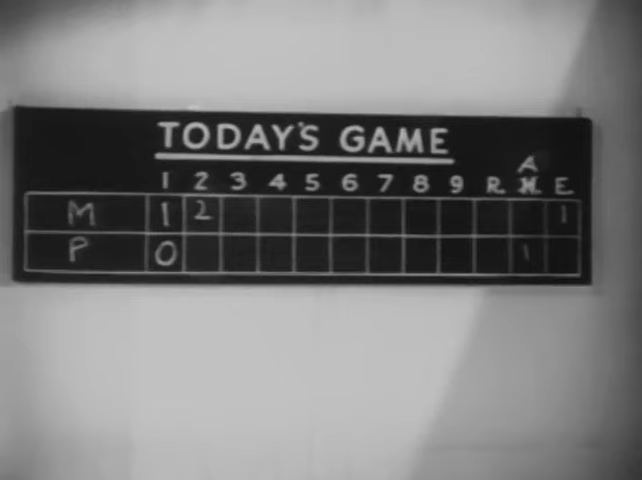 TODAY'S GAME
A
1 2 3 4 5 6 7 8 9 R. H. E.
M 1 2 1
P 0 1